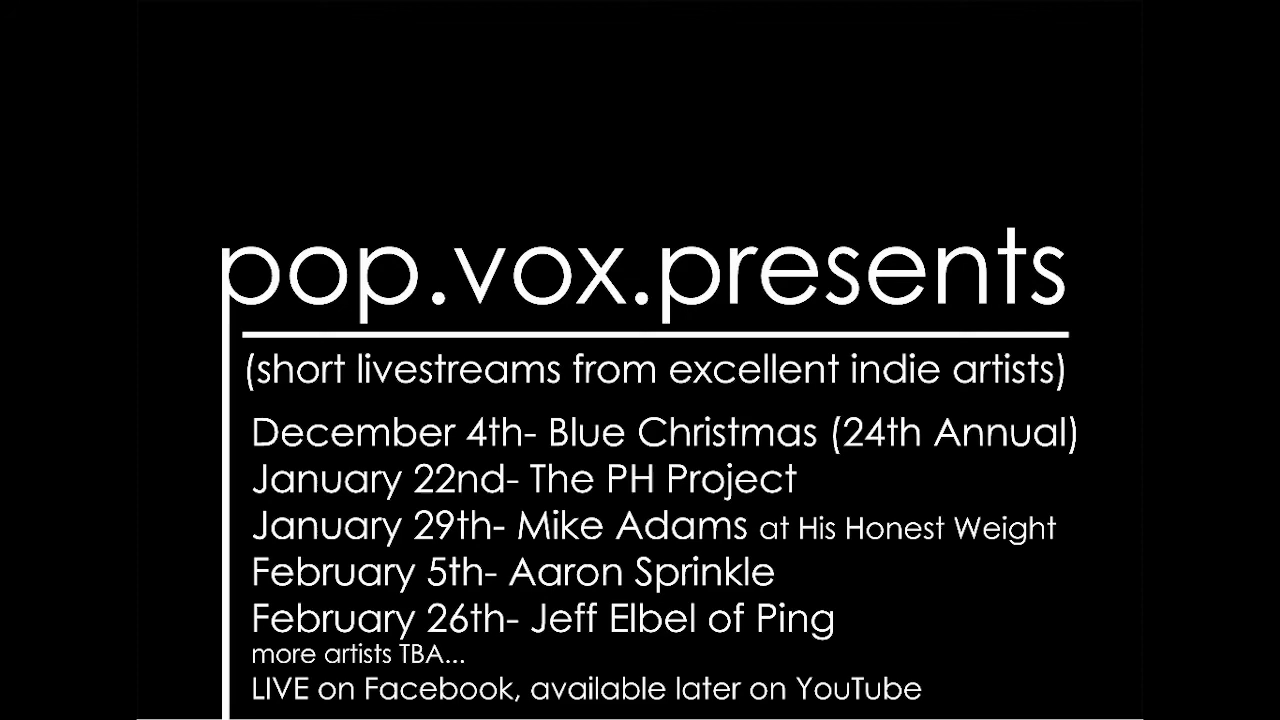 pop.vox.presents
(short livestreams from excellent indie artists)
December 4th- Blue Christmas (24th Annual)
January 22nd- The PH Project
January 29th- Mike Adams at His Honest Weight
February 5th- Aaron Sprinkle
February 26th- Jeff Elbel of Ping
more artists TBA...
LIVE on Facebook, available later on YouTube